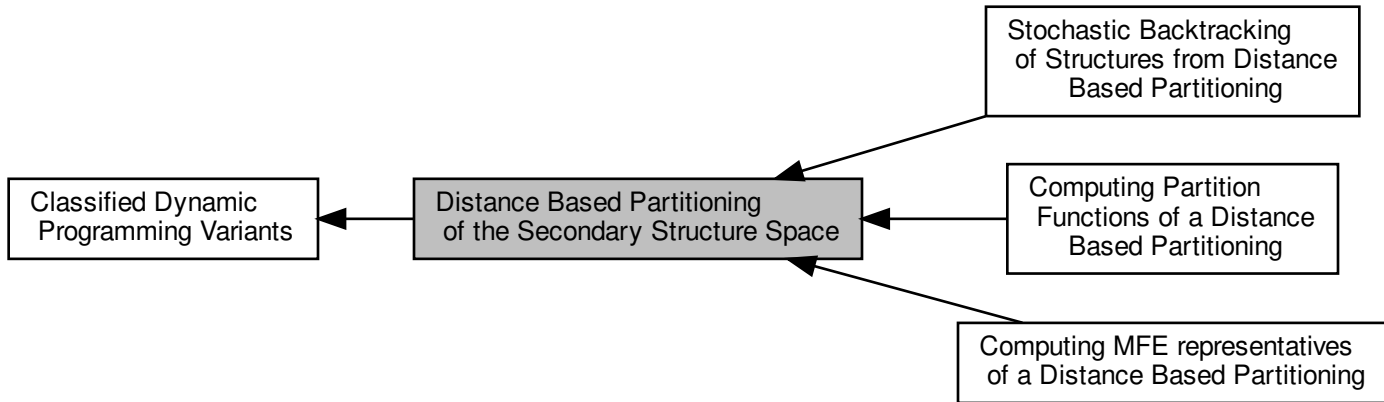 Stochastic Backtracking
of Structures from Distance
Based Partitioning
Classified Dynamic
Programming Variants
Distance Based Partitioning
of the Secondary Structure Space
Computing Partition
Functions of a Distance
Based Partitioning
Computing MFE representatives
of a Distance Based Partitioning